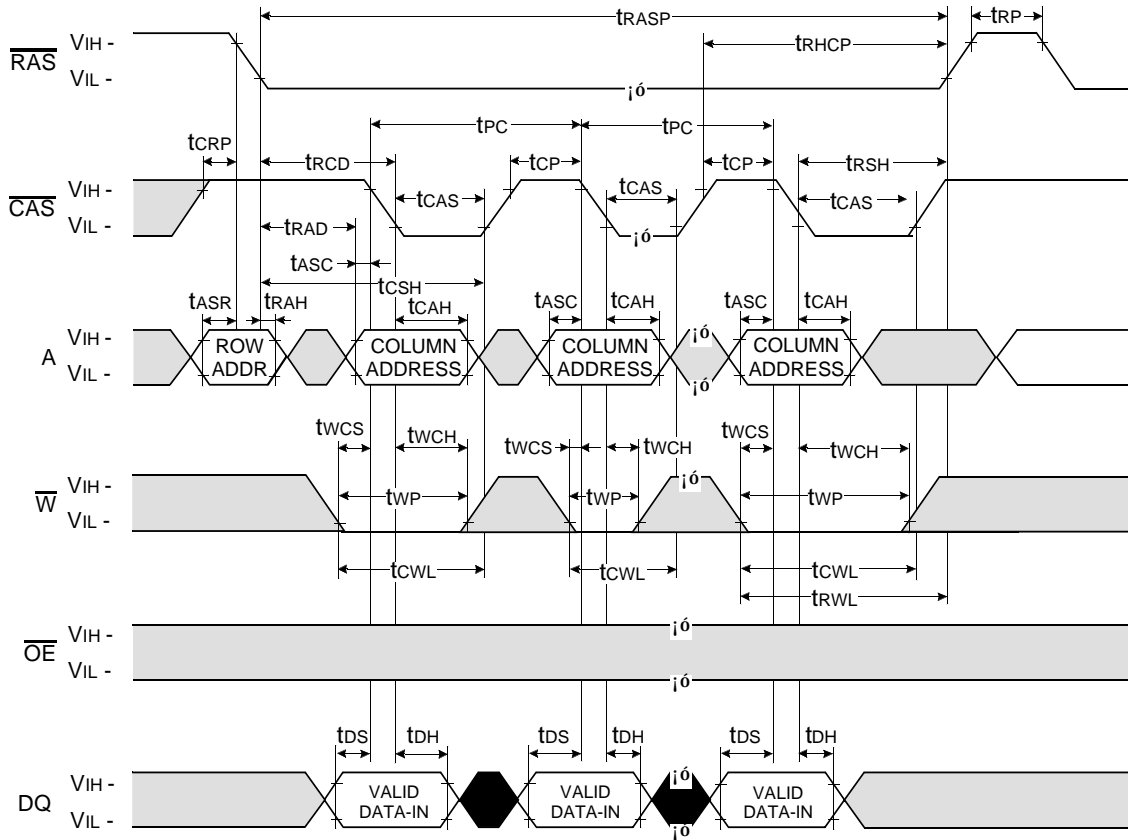 tRASP
tRP
tRHCP
RAS
VIH -
VIL -
¡ó
tPC
tPC
tCRP
tRCD
tCP
tCP
tRSH
CAS
VIH -
VIL -
tCAS
tCAS
tCAS
¡ó
tRAD
tASC
tCSH
tASR
tRAH
tCAH
tASC
tCAH
tASC
tCAH
A
VIH -
VIL -
ROW
ADDR
COLUMN
ADDRESS
COLUMN
ADDRESS
COLUMN
ADDRESS
¡ó
¡ó
tWCS
tWCH
tWCS
tWCH
tWCS
tWCH
W
VIH -
VIL -
¡ó
tWP
tWP
tWP
tCWL
tCWL
tCWL
tRWL
OE
VIH -
VIL -
¡ó
¡ó
tDS
tDH
tDS
tDH
tDS
tDH
DQ
VIH -
VIL -
VALID
DATA-IN
VALID
DATA-IN
VALID
DATA-IN
¡ó
¡ó